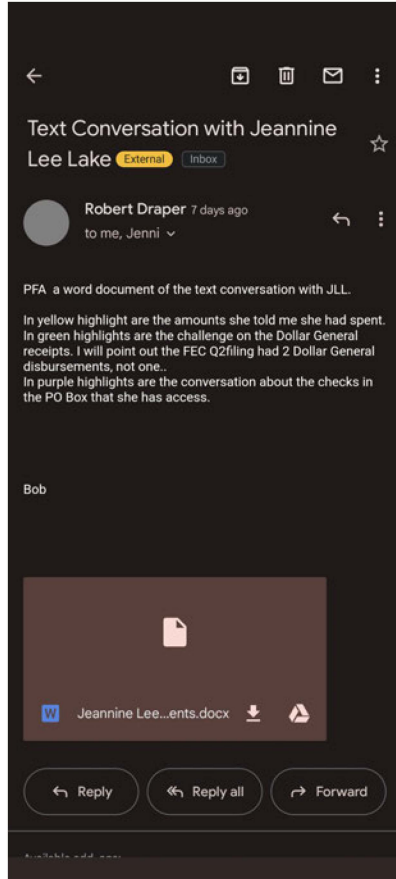 Text Conversation with Jeannine
Lee Lake External Inbox
Robert Draper 7 days ago
to me, Jenni
PFA a word document of the text conversation with JLL.
In yellow highlight are the amounts she told me she had spent.
In green highlights are the challenge on the Dollar General
receipts. I will point out the FEC Q2filing had 2 Dollar General
disbursements, not one..
In purple highlights are the conversation about the checks in
the PO Box that she has access.
Bob
W Jeannine Lee...ents.docx
Reply Reply all Forward